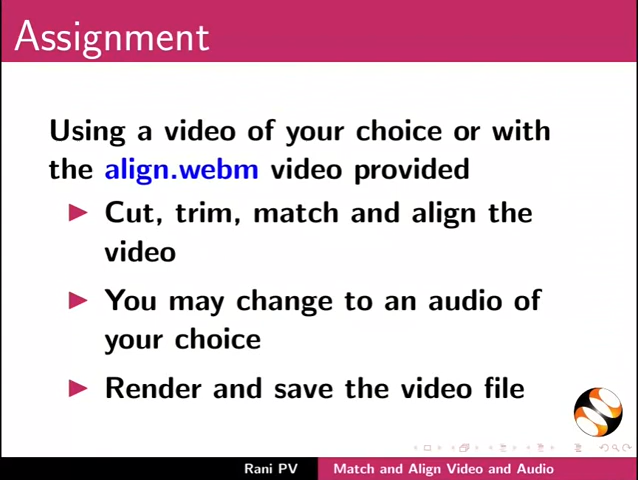 Assignment
Using a video of your choice or with
the align.webm video provided
Cut, trim, match and align the
video
You may change to an audio of
your choice
Render and save the video file
Rani PV Match and Align Video and Audio